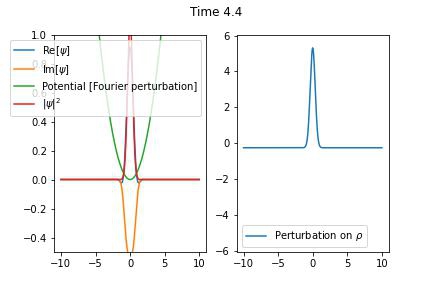 Time 4.4
1.0
0.8
0.6
0.4
0.2
0.0
−0.2
−0.4
−10 −5 0 5 10
Re[ψ]
Im[ψ]
Potential [Fourier perturbation]
|ψ|²
6
4
2
0
−2
−4
−6
−10 −5 0 5 10
Perturbation on ρ